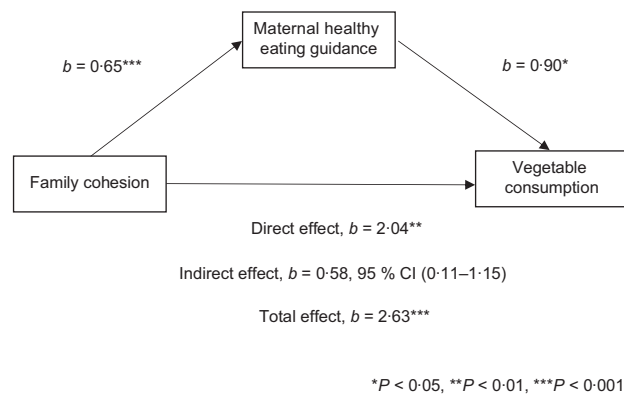 Maternal healthy
eating guidance
b = 0·65***
b = 0·90*
Family cohesion
Vegetable
consumption
Direct effect, b = 2·04**
Indirect effect, b = 0·58, 95 % CI (0·11–1·15)
Total effect, b = 2·63***
*P < 0·05, **P < 0·01, ***P < 0·001